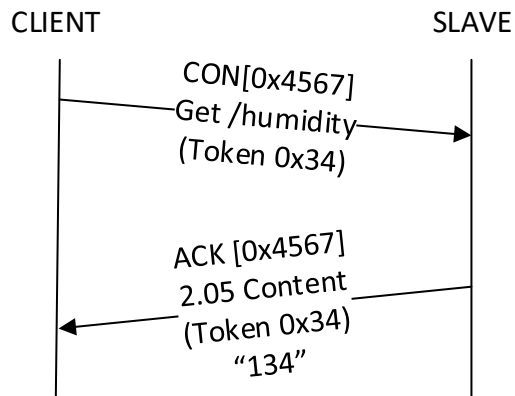 CLIENT
SLAVE
CON[0x4567]
Get /humidity
(Token 0x34)
ACK [0x4567]
2.05 Content
(Token 0x34)
“134”